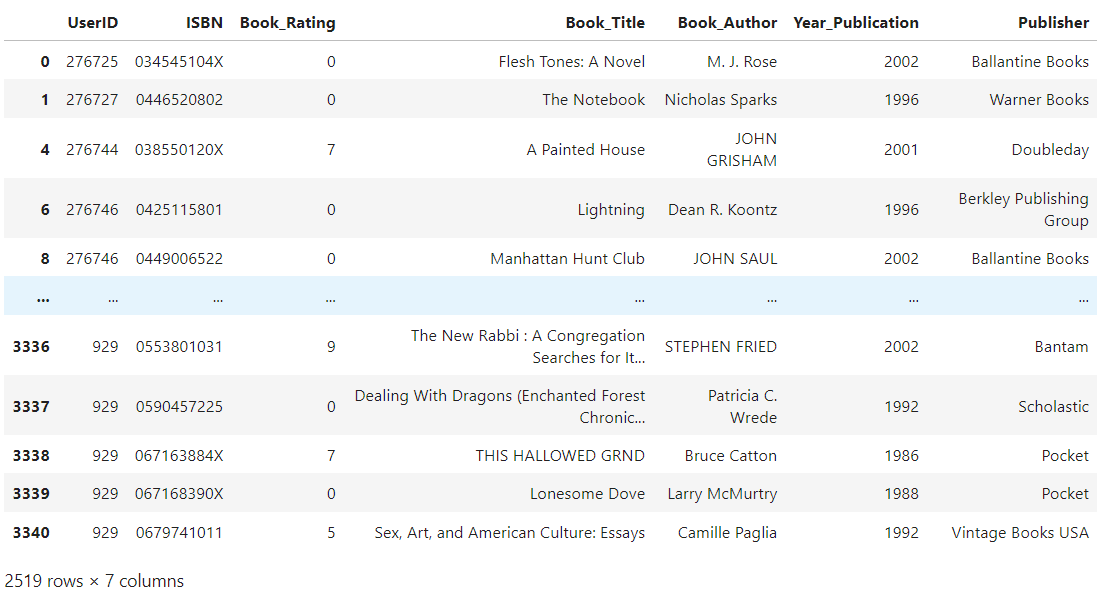 UserID ISBN Book_Rating Book_Title Book_Author Year_Publication Publisher
0 276725 034545104X 0 Flesh Tones: A Novel M. J. Rose 2002 Ballantine Books
1 276727 0446520802 0 The Notebook Nicholas Sparks 1996 Warner Books
4 276744 038550120X 7 A Painted House JOHN GRISHAM 2001 Doubleday
6 276746 0425115801 0 Lightning Dean R. Koontz 1996 Berkley Publishing Group
8 276746 0449006522 0 Manhattan Hunt Club JOHN SAUL 2002 Ballantine Books
... ... ... ... ... ... ... ...
3336 929 0553801031 9 The New Rabbi : A Congregation Searches for It... STEPHEN FRIED 2002 Bantam
3337 929 0590457225 0 Dealing With Dragons (Enchanted Forest Chronic... Patricia C. Wrede 1992 Scholastic
3338 929 067163884X 7 THIS HALLOWED GRND Bruce Catton 1986 Pocket
3339 929 067168390X 0 Lonesome Dove Larry McMurtry 1988 Pocket
3340 929 0679741011 5 Sex, Art, and American Culture: Essays Camille Paglia 1992 Vintage Books USA
2519 rows × 7 columns